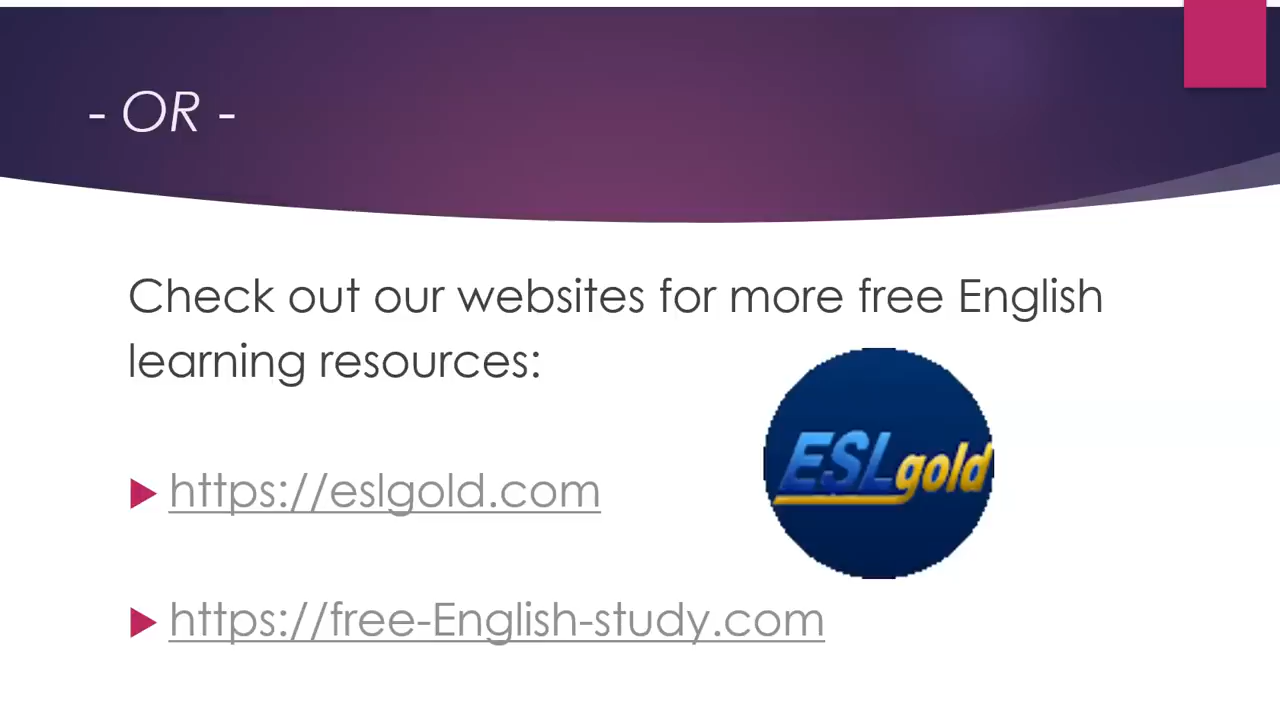 - OR -
Check out our websites for more free English
learning resources:
ESLgold
https://eslgold.com
https://free-English-study.com